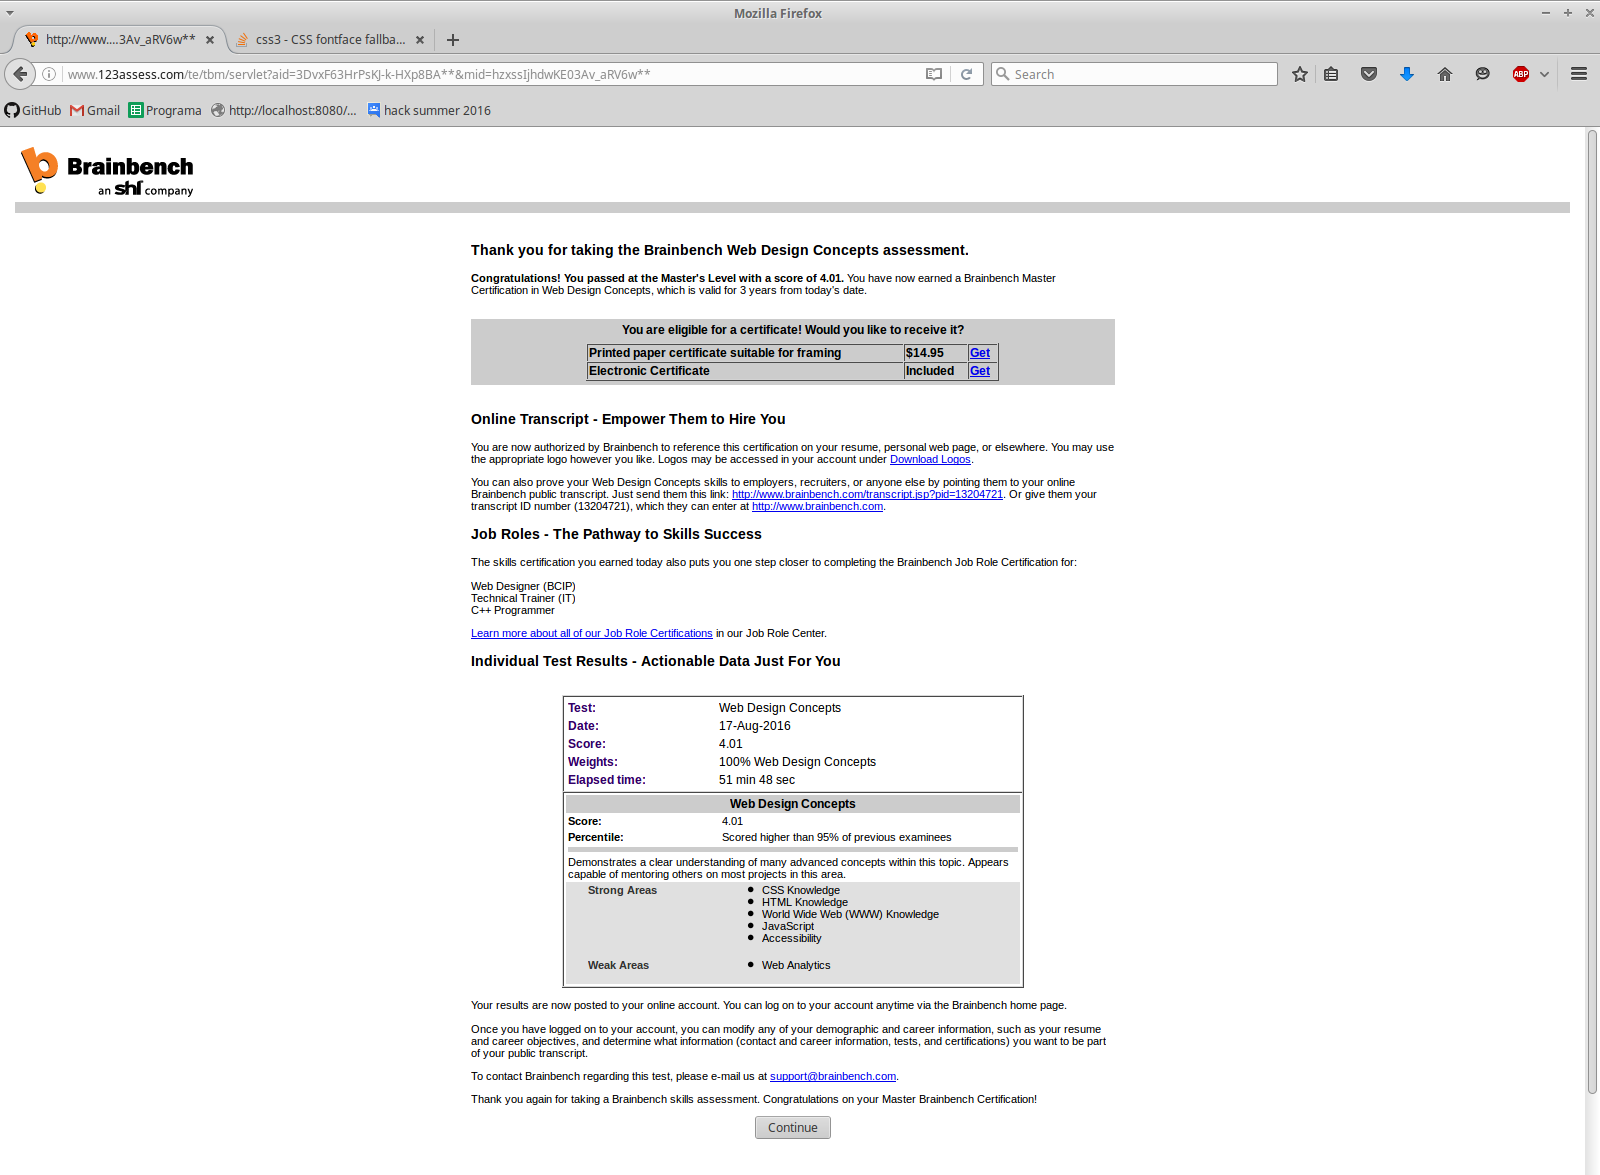 Mozilla Firefox
http://www....3Av_aRV6w**
css3 - CSS fontface fallba...
www.123assess.com/te/tbm/servlet?aid=3DvxF63HrPsKJ-k-HXp8BA**&mid=hzxssIjhdwKE03Av_aRV6w**
Search
ABP
GitHub Gmail Programa http://localhost:8080/... hack summer 2016
Brainbench
an shl company
Thank you for taking the Brainbench Web Design Concepts assessment.
Congratulations! You passed at the Master's Level with a score of 4.01. You have now earned a Brainbench Master
Certification in Web Design Concepts, which is valid for 3 years from today's date.
You are eligible for a certificate! Would you like to receive it?
Printed paper certificate suitable for framing $14.95 Get
Electronic Certificate Included Get
Online Transcript - Empower Them to Hire You
You are now authorized by Brainbench to reference this certification on your resume, personal web page, or elsewhere. You may use
the appropriate logo however you like. Logos may be accessed in your account under Download Logos.
You can also prove your Web Design Concepts skills to employers, recruiters, or anyone else by pointing them to your online
Brainbench public transcript. Just send them this link: http://www.brainbench.com/transcript.jsp?pid=13204721. Or give them your
transcript ID number (13204721), which they can enter at http://www.brainbench.com.
Job Roles - The Pathway to Skills Success
The skills certification you earned today also puts you one step closer to completing the Brainbench Job Role Certification for:
Web Designer (BCIP)
Technical Trainer (IT)
C++ Programmer
Learn more about all of our Job Role Certifications in our Job Role Center.
Individual Test Results - Actionable Data Just For You
Test: Web Design Concepts
Date: 17-Aug-2016
Score: 4.01
Weights: 100% Web Design Concepts
Elapsed time: 51 min 48 sec
Web Design Concepts
Score: 4.01
Percentile: Scored higher than 95% of previous examinees
Demonstrates a clear understanding of many advanced concepts within this topic. Appears
capable of mentoring others on most projects in this area.
Strong Areas • CSS Knowledge
• HTML Knowledge
• World Wide Web (WWW) Knowledge
• JavaScript
• Accessibility
Weak Areas • Web Analytics
Your results are now posted to your online account. You can log on to your account anytime via the Brainbench home page.
Once you have logged on to your account, you can modify any of your demographic and career information, such as your resume
and career objectives, and determine what information (contact and career information, tests, and certifications) you want to be part
of your public transcript.
To contact Brainbench regarding this test, please e-mail us at support@brainbench.com.
Thank you again for taking a Brainbench skills assessment. Congratulations on your Master Brainbench Certification!
Continue